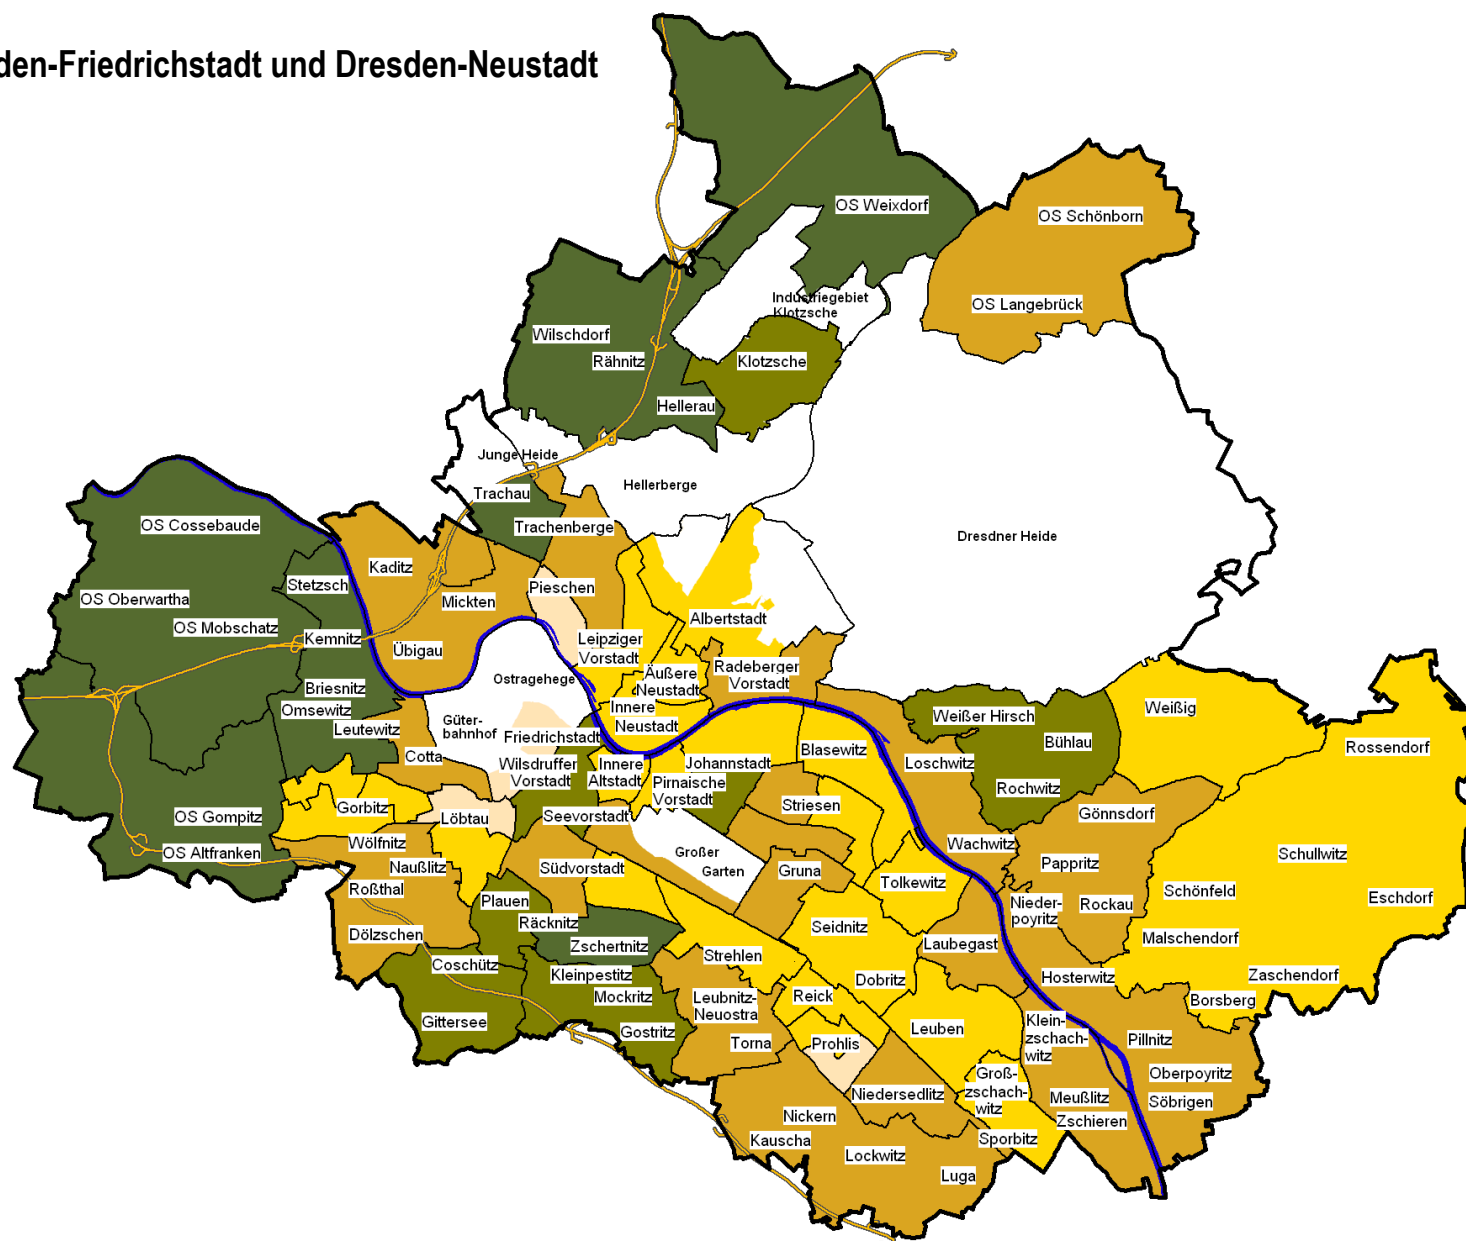 den-Friedrichstadt und Dresden-Neustadt
OS Weixdorf
OS Schönborn
OS Langebrück
Industriegebiet
Klotzsche
Wilschdorf
Rähnitz
Klotzsche
Hellerau
Junge Heide
Hellerberge
Trachau
Trachenberge
Dresdner Heide
OS Cossebaude
Kaditz
Stetzsch
Pieschen
OS Oberwartha
Mickten
Albertstadt
OS Mobschatz
Kemnitz
Übigau
Leipziger
Vorstadt
Radeberger
Vorstadt
Äußere
Neustadt
Ostragehege
Briesnitz
Omsewitz
Leutewitz
Innere
Neustadt
Güter-
bahnhof
Friedrichstadt
Weißer Hirsch
Bühlau
Weißig
Rossendorf
Cotta
Wilsdruffer
Vorstadt
Innere
Altstadt
Johannstadt
Pirnaische
Vorstadt
Blasewitz
Loschwitz
Rochwitz
Gorbitz
Löbtau
Seevorstadt
Striesen
Gönnsdorf
OS Gompitz
OS Altfranken
Wölfnitz
Naußlitz
Roßthal
Südvorstadt
Großer
Garten
Gruna
Wachwitz
Pappritz
Schullwitz
Tolkewitz
Schönfeld
Eschdorf
Plauen
Räcknitz
Nieder-
poyritz
Rockau
Dölzschen
Zschertnitz
Seidnitz
Laubegast
Malschendorf
Coschütz
Kleinpestitz
Mockritz
Strehlen
Dobritz
Hosterwitz
Zaschendorf
Borsberg
Gittersee
Gostritz
Leubnitz-
Neuostra
Torna
Reick
Prohlis
Leuben
Klein-
zschach-
witz
Pillnitz
Oberpoyritz
Söbrigen
Niedersedlitz
Groß-
zschach-
witz
Meußlitz
Zschieren
Nickern
Kauscha
Sporbitz
Lockwitz
Luga